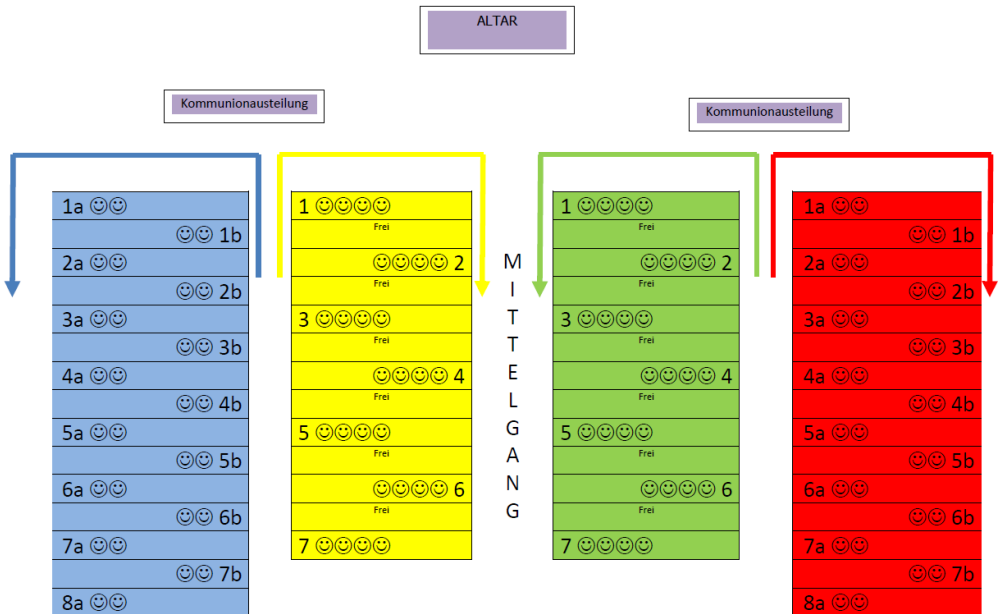 ALTAR
Kommunionausteilung
Kommunionausteilung
1a ☺☺
☺☺ 1b
2a ☺☺
☺☺ 2b
3a ☺☺
☺☺ 3b
4a ☺☺
☺☺ 4b
5a ☺☺
☺☺ 5b
6a ☺☺
☺☺ 6b
7a ☺☺
☺☺ 7b
8a ☺☺
1 ☺☺☺☺
Frei
☺☺☺☺ 2
Frei
3 ☺☺☺☺
Frei
☺☺☺☺ 4
Frei
5 ☺☺☺☺
Frei
☺☺☺☺ 6
Frei
7 ☺☺☺☺
M
I
T
T
E
L
G
A
N
G
1 ☺☺☺☺
Frei
☺☺☺☺ 2
Frei
3 ☺☺☺☺
Frei
☺☺☺☺ 4
Frei
5 ☺☺☺☺
Frei
☺☺☺☺ 6
Frei
7 ☺☺☺☺
1a ☺☺
☺☺ 1b
2a ☺☺
☺☺ 2b
3a ☺☺
☺☺ 3b
4a ☺☺
☺☺ 4b
5a ☺☺
☺☺ 5b
6a ☺☺
☺☺ 6b
7a ☺☺
☺☺ 7b
8a ☺☺